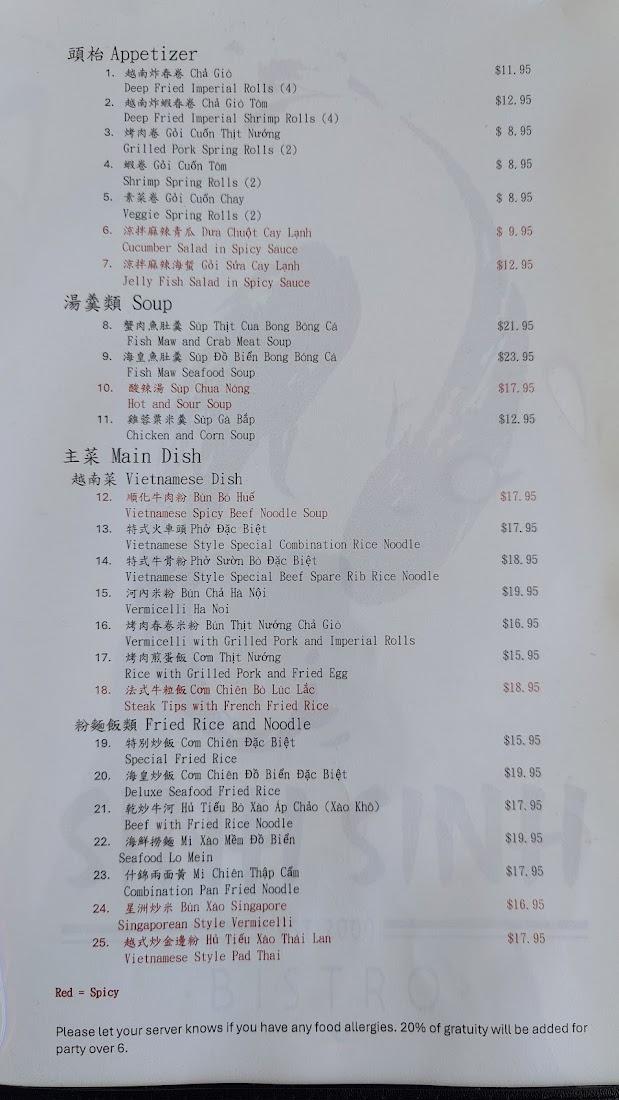 頭枱 Appetizer
1. 越南炸春卷 Chả Giò $11.95
Deep Fried Imperial Rolls (4)
2. 越南炸蝦春卷 Chả Giò Tôm $12.95
Deep Fried Imperial Shrimp Rolls (4)
3. 烤肉卷 Gỏi Cuốn Thịt Nướng $ 8.95
Grilled Pork Spring Rolls (2)
4. 蝦卷 Gỏi Cuốn Tôm $ 8.95
Shrimp Spring Rolls (2)
5. 素菜卷 Gỏi Cuốn Chay $ 8.95
Veggie Spring Rolls (2)
6. 涼拌麻辣青瓜 Dưa Chuột Cay Lạnh $ 9.95
Cucumber Salad in Spicy Sauce
7. 涼拌麻辣海蜇 Gỏi Sứa Cay Lạnh $12.95
Jelly Fish Salad in Spicy Sauce
湯羹類 Soup
8. 蟹肉魚肚羹 Súp Thịt Cua Bong Bóng Cá $21.95
Fish Maw and Crab Meat Soup
9. 海皇魚肚羹 Súp Đồ Biển Bong Bóng Cá $23.95
Fish Maw Seafood Soup
10. 酸辣湯 Súp Chua Nóng $17.95
Hot and Sour Soup
11. 雞蓉粟米羹 Súp Gà Bắp $12.95
Chicken and Corn Soup
主菜 Main Dish
越南菜 Vietnamese Dish
12. 順化牛肉粉 Bún Bò Huế $17.95
Vietnamese Spicy Beef Noodle Soup
13. 特式火車頭 Phở Đặc Biệt $17.95
Vietnamese Style Special Combination Rice Noodle
14. 特式牛骨粉 Phở Sườn Bò Đặc Biệt $18.95
Vietnamese Style Special Beef Spare Rib Rice Noodle
15. 河內米粉 Bún Chả Hà Nội $19.95
Vermicelli Ha Noi
16. 烤肉春卷米粉 Bún Thịt Nướng Chả Giò $16.95
Vermicelli with Grilled Pork and Imperial Rolls
17. 烤肉煎蛋飯 Cơm Thịt Nướng $15.95
Rice with Grilled Pork and Fried Egg
18. 法式牛粒飯 Cơm Chiên Bò Lúc Lắc $18.95
Steak Tips with French Fried Rice
粉麵飯類 Fried Rice and Noodle
19. 特別炒飯 Cơm Chiên Đặc Biệt $15.95
Special Fried Rice
20. 海皇炒飯 Cơm Chiên Đồ Biển Đặc Biệt $19.95
Deluxe Seafood Fried Rice
21. 乾炒牛河 Hủ Tiếu Bò Xào Áp Chảo (Xào Khô) $17.95
Beef with Fried Rice Noodle
22. 海鮮撈麵 Mì Xào Mềm Đồ Biển $19.95
Seafood Lo Mein
23. 什錦兩面黃 Mì Chiên Thập Cẩm $17.95
Combination Pan Fried Noodle
24. 星洲炒米 Bún Xào Singapore $16.95
Singaporean Style Vermicelli
25. 越式炒金邊粉 Hủ Tiếu Xào Thái Lan $17.95
Vietnamese Style Pad Thai
Red = Spicy
Please let your server knows if you have any food allergies. 20% of gratuity will be added for
party over 6.